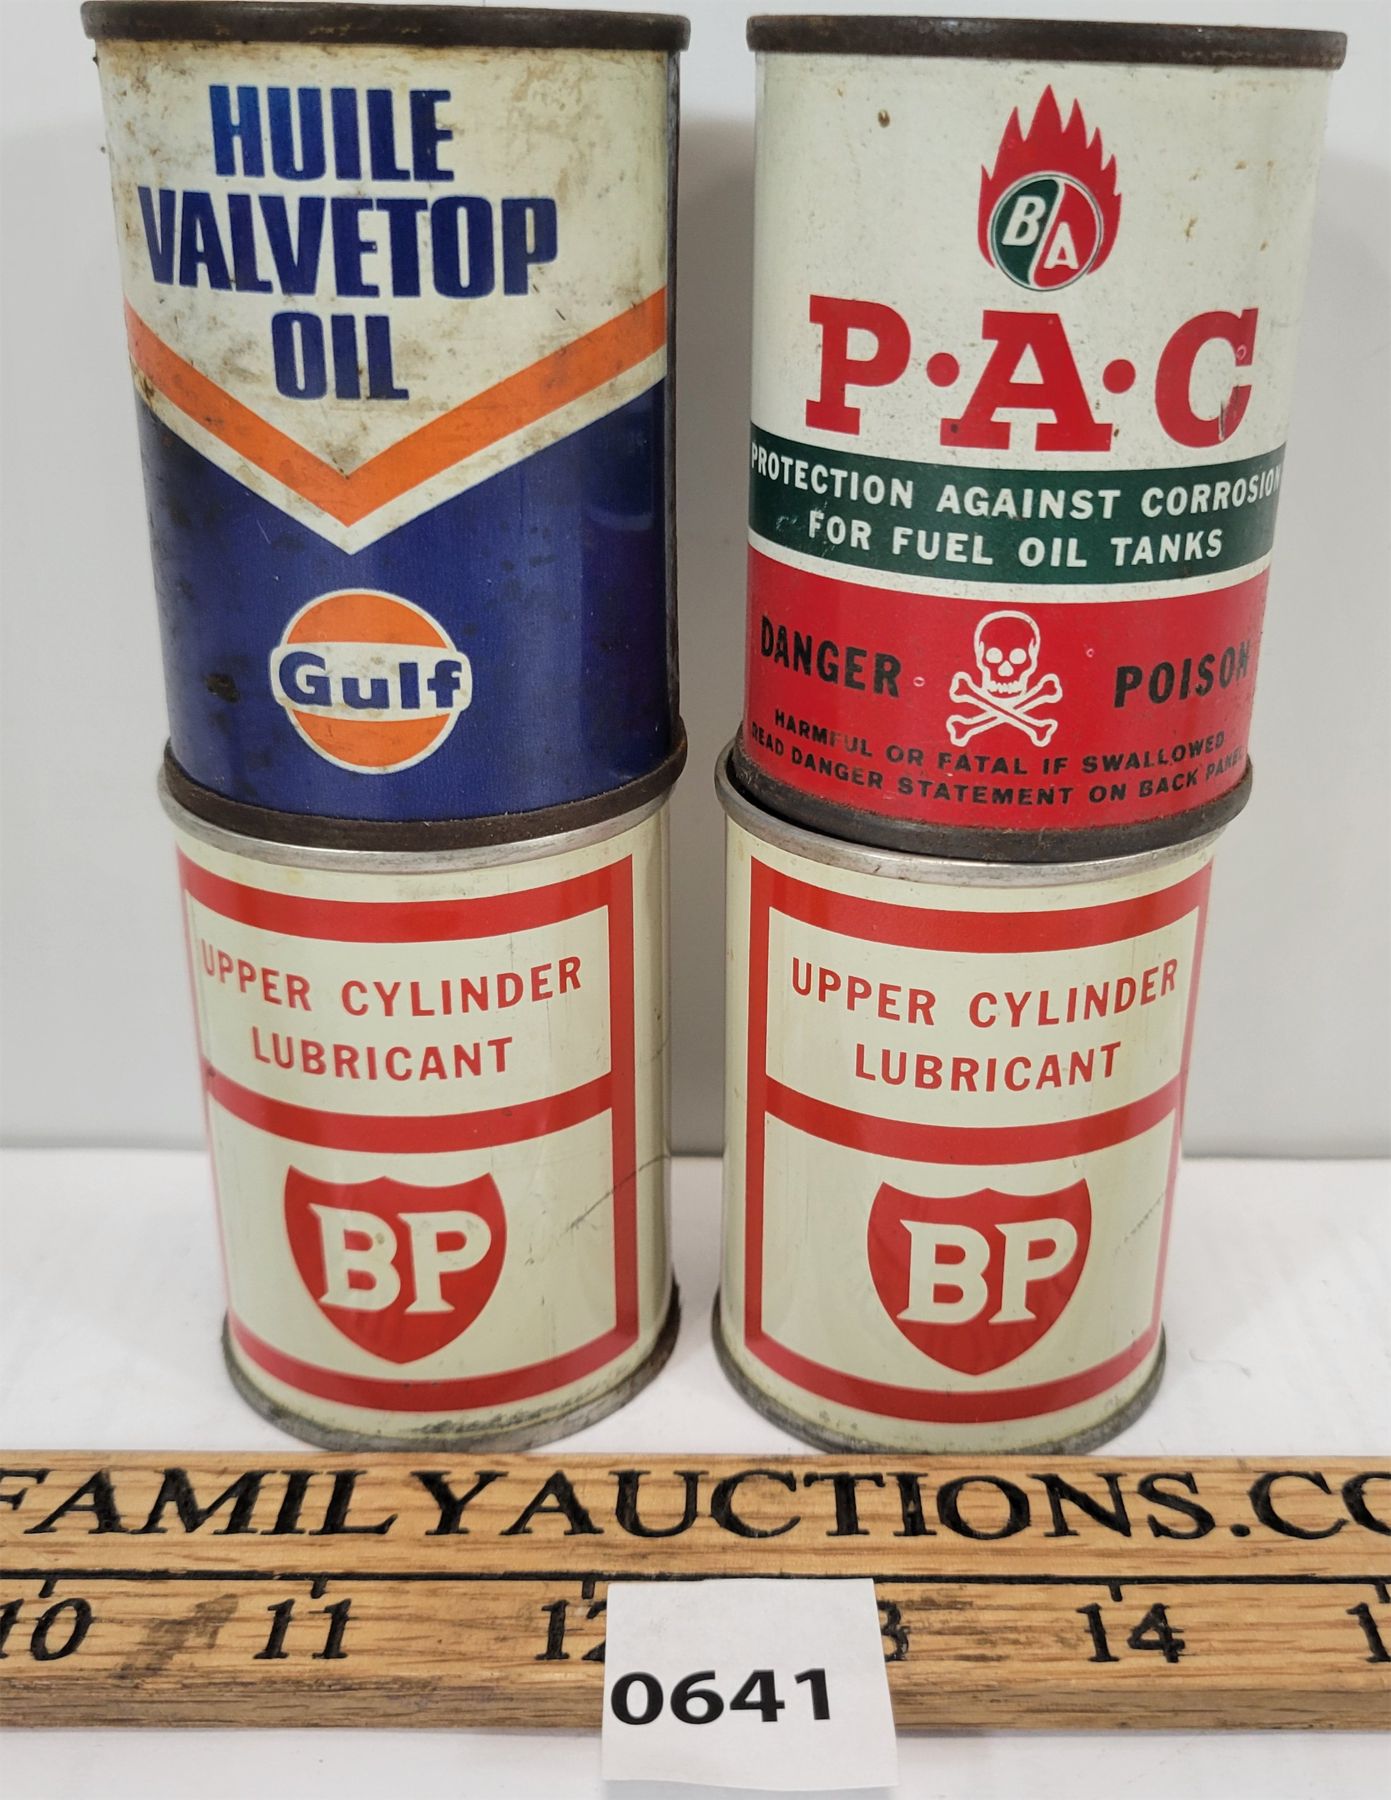 HUILE
VALVETOP
OIL
Gulf
BA
P·A·C
PROTECTION AGAINST CORROSION
FOR FUEL OIL TANKS
DANGER POISON
HARMFUL OR FATAL IF SWALLOWED
READ DANGER STATEMENT ON BACK PANEL
UPPER CYLINDER
LUBRICANT
BP
UPPER CYLINDER
LUBRICANT
BP
FAMILYAUCTIONS.CO
10 11 12 3 14 1
0641